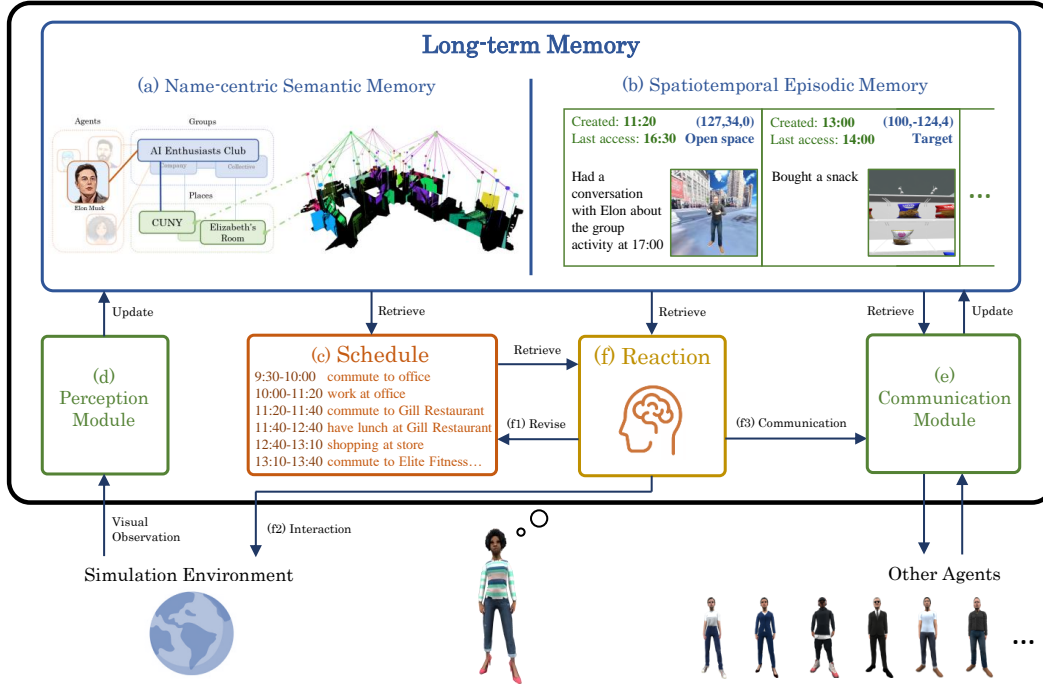 Long-term Memory
(a) Name-centric Semantic Memory
Agents
Groups
AI Enthusiasts Club
Company
Collective
Elon Musk
Places
CUNY
Elizabeth's
Room
(b) Spatiotemporal Episodic Memory
Created: 11:20
(127,34,0)
Last access: 16:30
Open space
Had a
conversation
with Elon about
the group
activity at 17:00
Created: 13:00
(100,-124,4)
Last access: 14:00
Target
Bought a snack
...
Update
Retrieve
Retrieve
Retrieve
Update
(d)
Perception
Module
(c) Schedule
9:30-10:00 commute to office
10:00-11:20 work at office
11:20-11:40 commute to Gill Restaurant
11:40-12:40 have lunch at Gill Restaurant
12:40-13:10 shopping at store
13:10-13:40 commute to Elite Fitness…
Retrieve
(f1) Revise
(f) Reaction
(f3) Communication
(e)
Communication
Module
Visual
Observation
(f2) Interaction
Simulation Environment
Other Agents
...